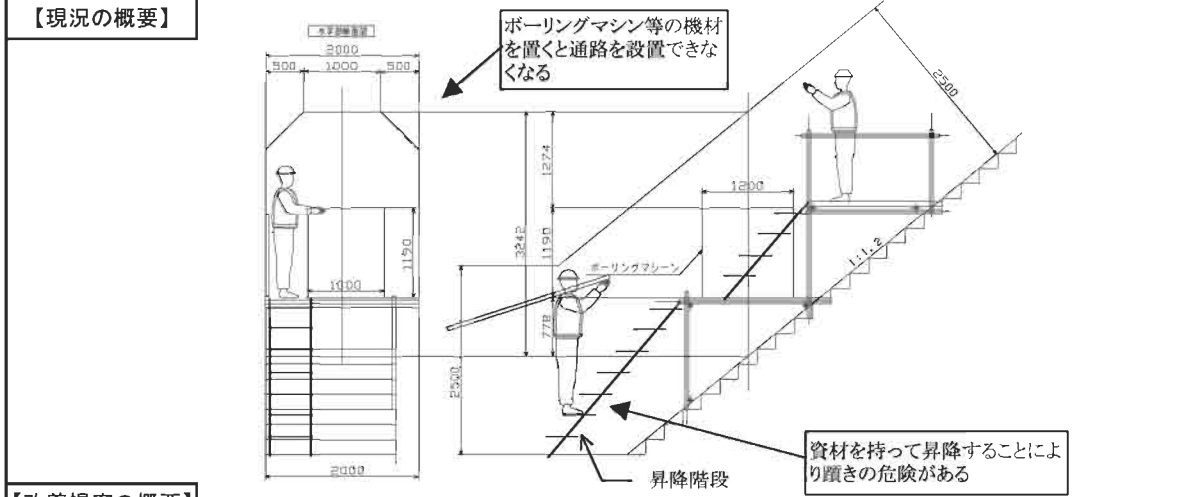 【現況の概要】
ボーリングマシン等の機材
を置くと通路を設置できな
くなる
2000
500
1000
500
2500
1274
1200
3242
1190
1190
1:1.2
ボーリングマシーン
1000
778
2500
資材を持って昇降することによ
り躓きの危険がある
昇降階段
2000